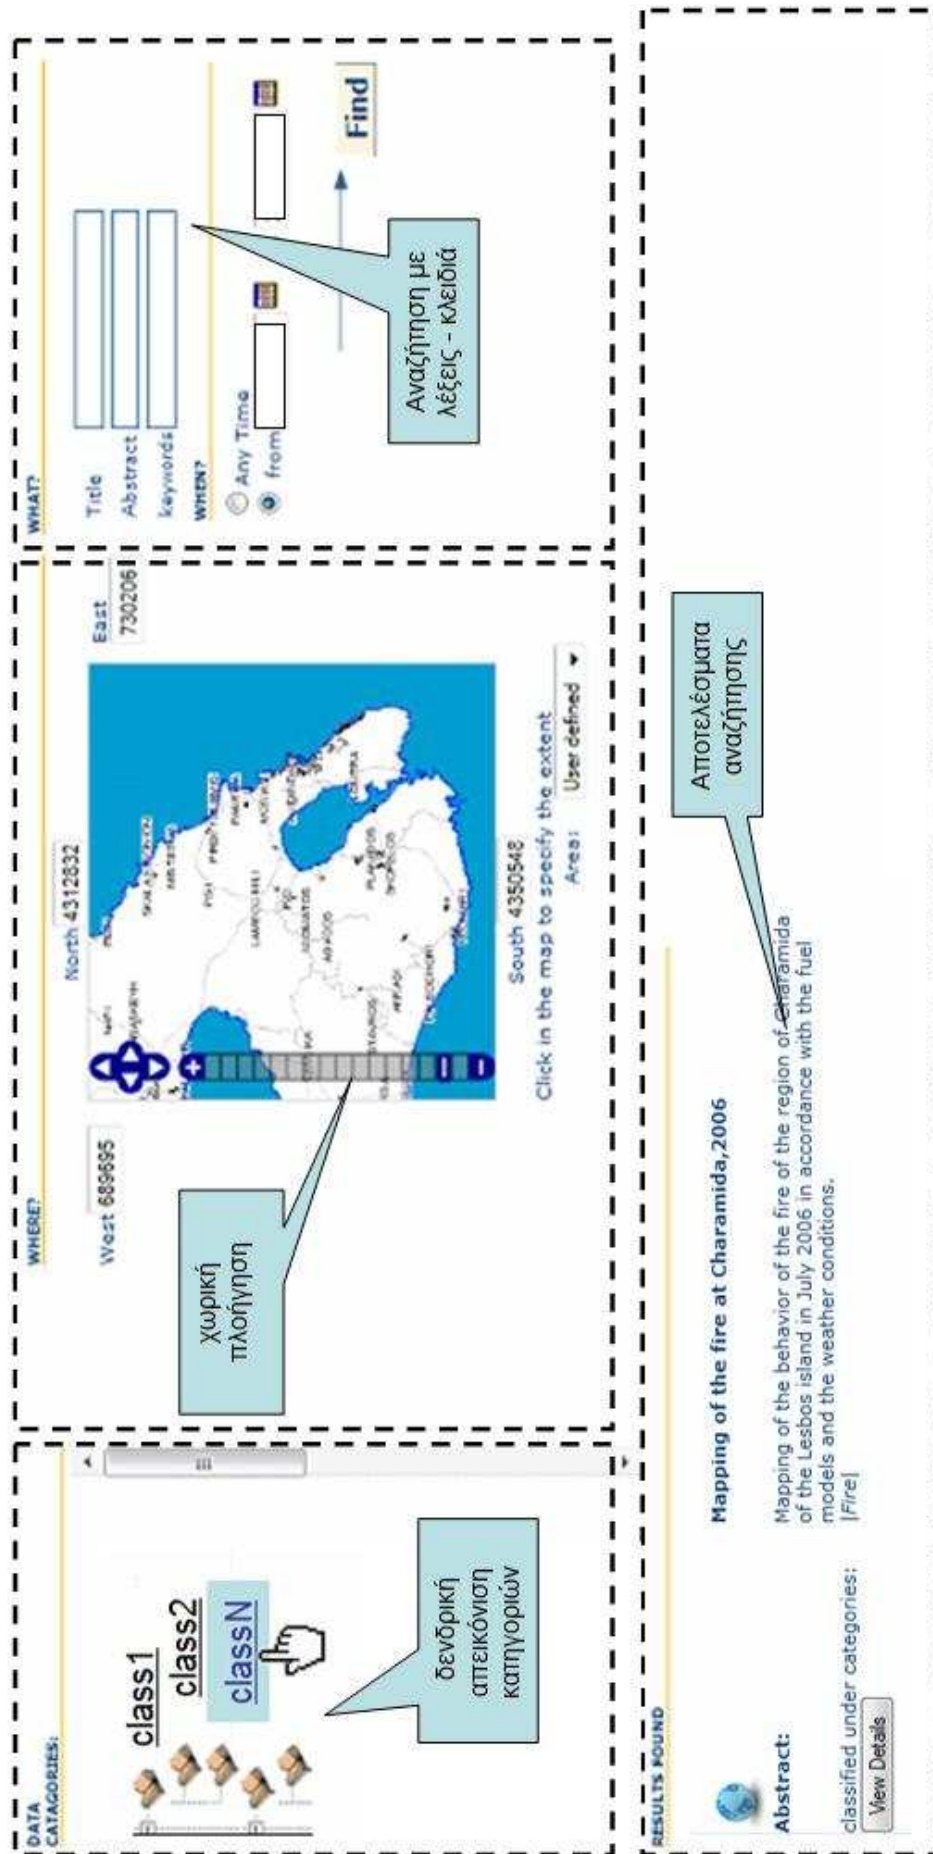 DATA
CATAGORIES:
class1
class2
classN
δενδρική
απεικόνιση
κατηγοριών
WHERE?
North 4312832
West 689695
East
730206
South 4350548
Click in the map to specify the extent
Area: User defined
χωρική
πλοήγηση
LAMPOU MILI
WHAT?
Title
Abstract
keywords
WHEN?
Any Time
from
Find
Αναζήτηση με
λέξεις - κλειδιά
RESULTS FOUND
Mapping of the fire at Charamida,2006
Abstract:
Mapping of the behavior of the fire of the region of Charamida
of the Lesbos island in July 2006 in accordance with the fuel
models and the weather conditions.
classified under categories: |Fire|
View Details
Αποτελέσματα
αναζήτησης